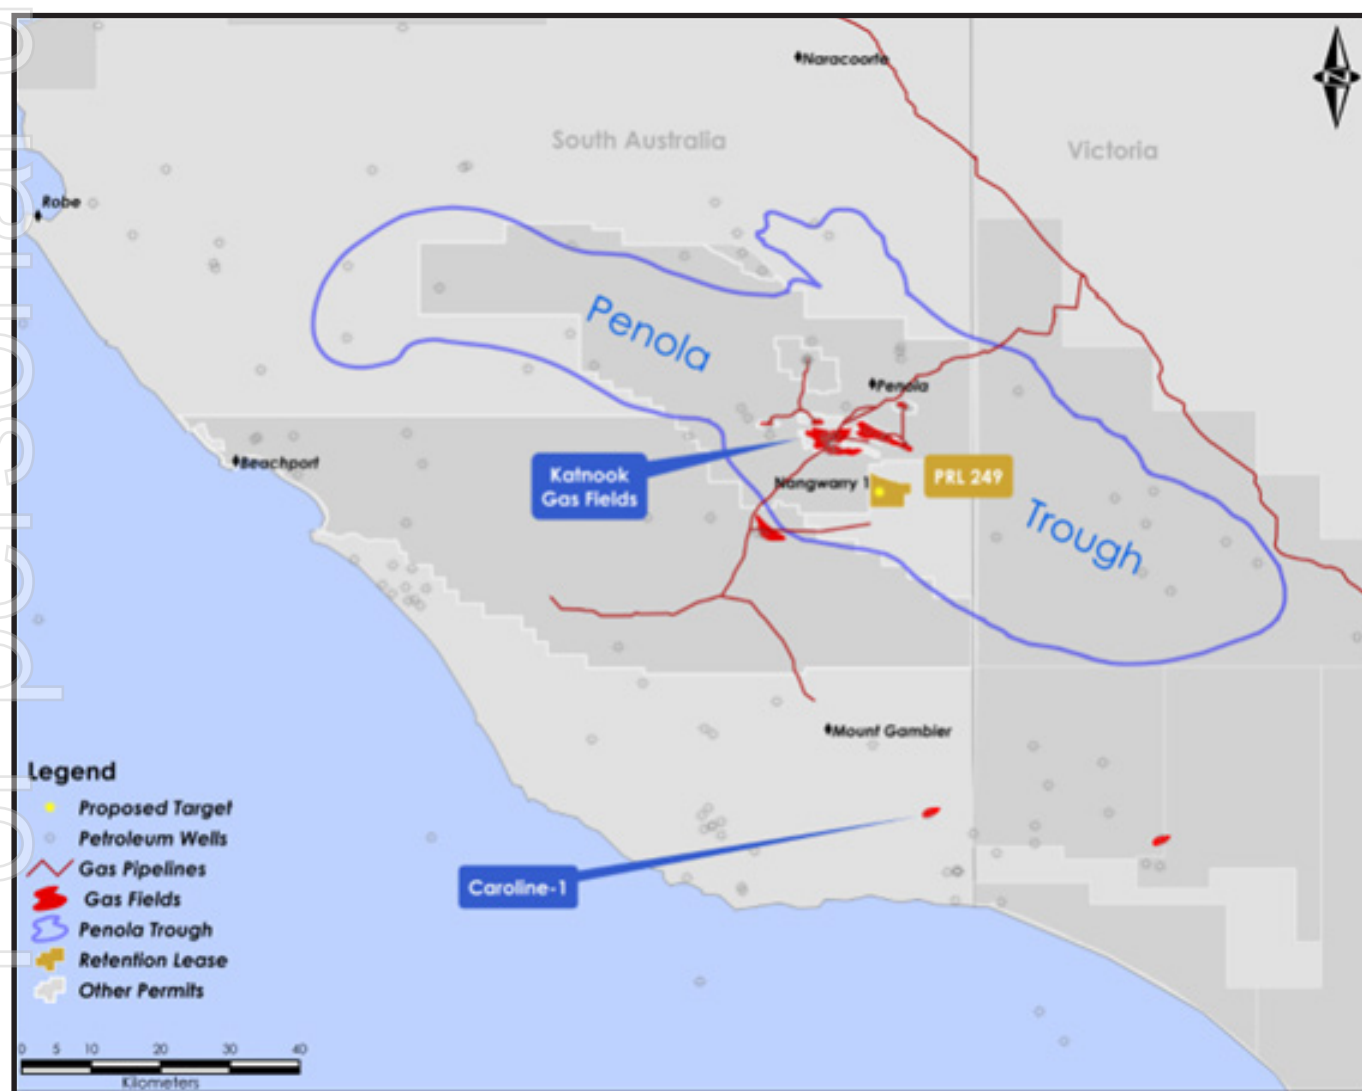 Naracoorte
N
South Australia
Victoria
Robe
Penola
Penola
Beachport
Katnook
Gas Fields
Nangwarry 1
PRL 249
Trough
Mount Gambier
Legend
Proposed Target
Petroleum Wells
Gas Pipelines
Gas Fields
Penola Trough
Retention Lease
Other Permits
Caroline-1
0 5 10 20 30 40
Kilometers